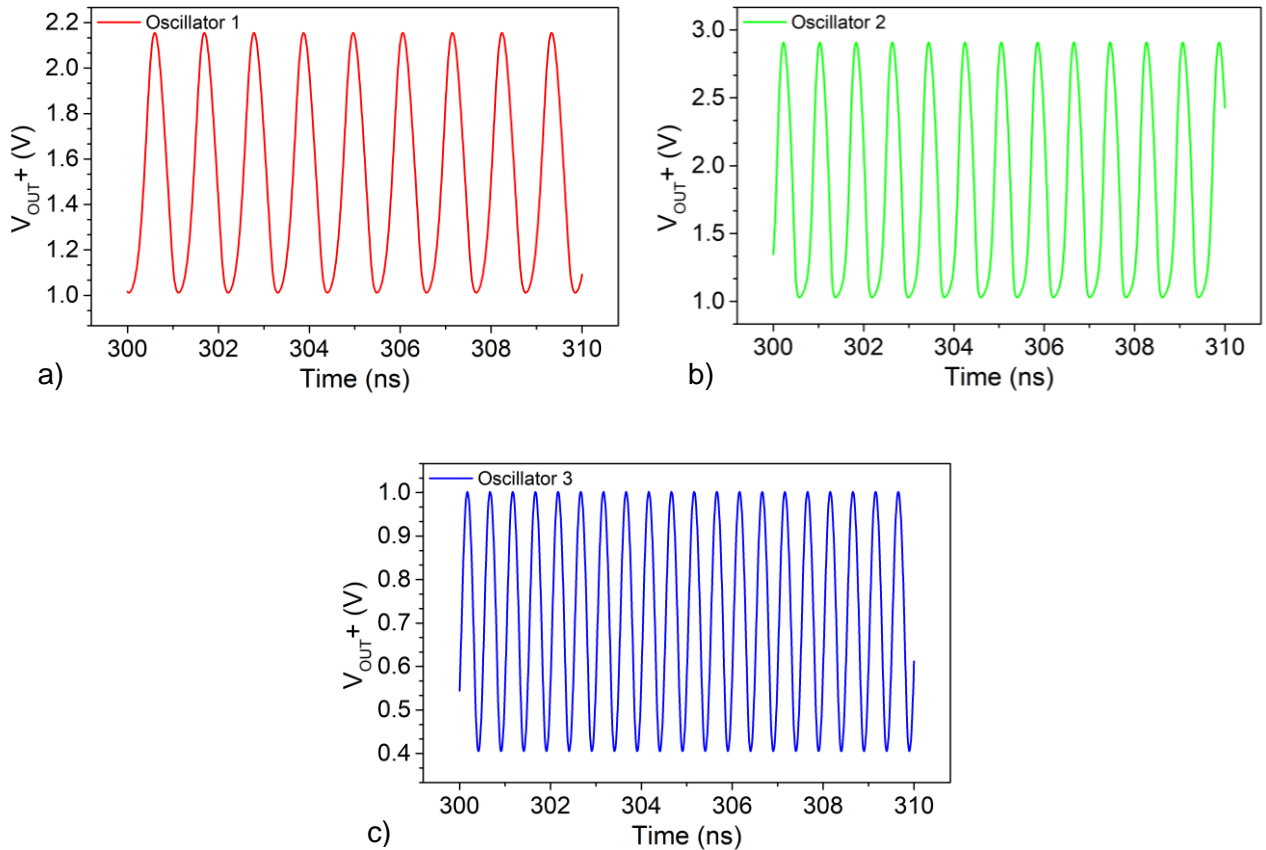 Oscillator 1
2.2
2.0
1.8
1.6
1.4
1.2
1.0
V_OUT+ (V)
300 302 304 306 308 310
Time (ns)
a)
Oscillator 2
3.0
2.5
2.0
1.5
1.0
V_OUT+ (V)
300 302 304 306 308 310
Time (ns)
b)
Oscillator 3
1.0
0.9
0.8
0.7
0.6
0.5
0.4
V_OUT+ (V)
300 302 304 306 308 310
Time (ns)
c)